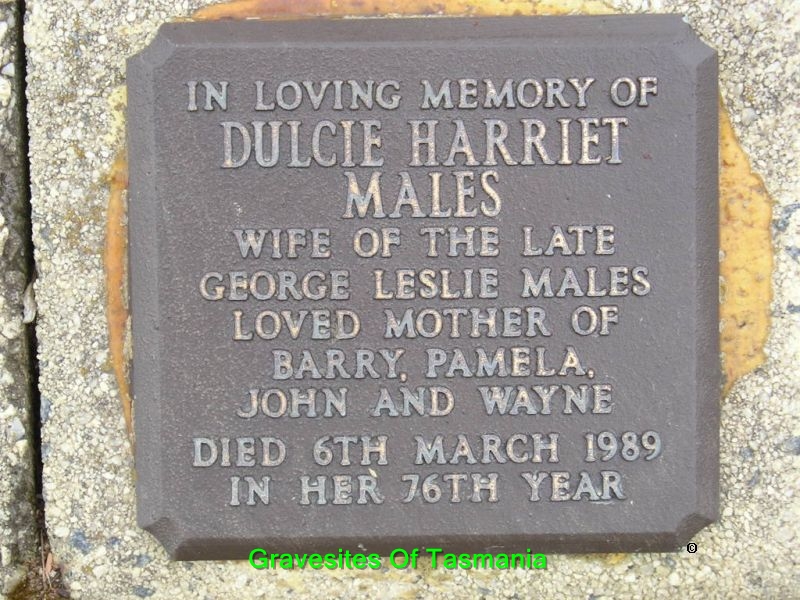 IN LOVING MEMORY OF
DULCIE HARRIET
MALES
WIFE OF THE LATE
GEORGE LESLIE MALES
LOVED MOTHER OF
BARRY, PAMELA,
JOHN AND WAYNE
DIED 6TH MARCH 1989
IN HER 76TH YEAR
Gravesites Of Tasmania ©